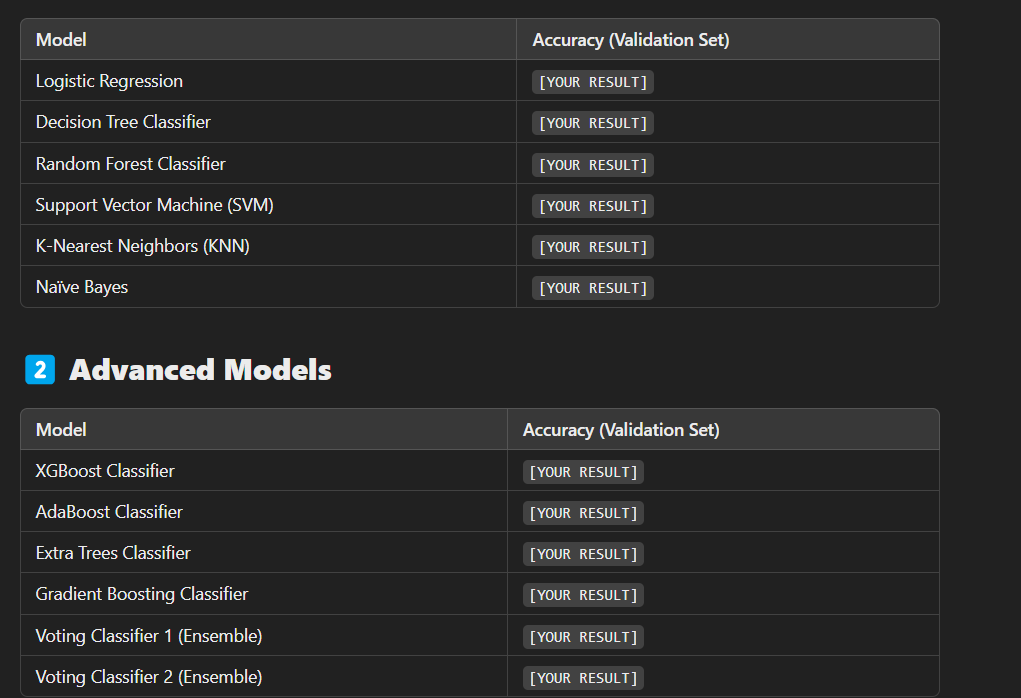 Model Accuracy (Validation Set)
Logistic Regression [YOUR RESULT]
Decision Tree Classifier [YOUR RESULT]
Random Forest Classifier [YOUR RESULT]
Support Vector Machine (SVM) [YOUR RESULT]
K-Nearest Neighbors (KNN) [YOUR RESULT]
Naïve Bayes [YOUR RESULT]
2 Advanced Models
Model Accuracy (Validation Set)
XGBoost Classifier [YOUR RESULT]
AdaBoost Classifier [YOUR RESULT]
Extra Trees Classifier [YOUR RESULT]
Gradient Boosting Classifier [YOUR RESULT]
Voting Classifier 1 (Ensemble) [YOUR RESULT]
Voting Classifier 2 (Ensemble) [YOUR RESULT]